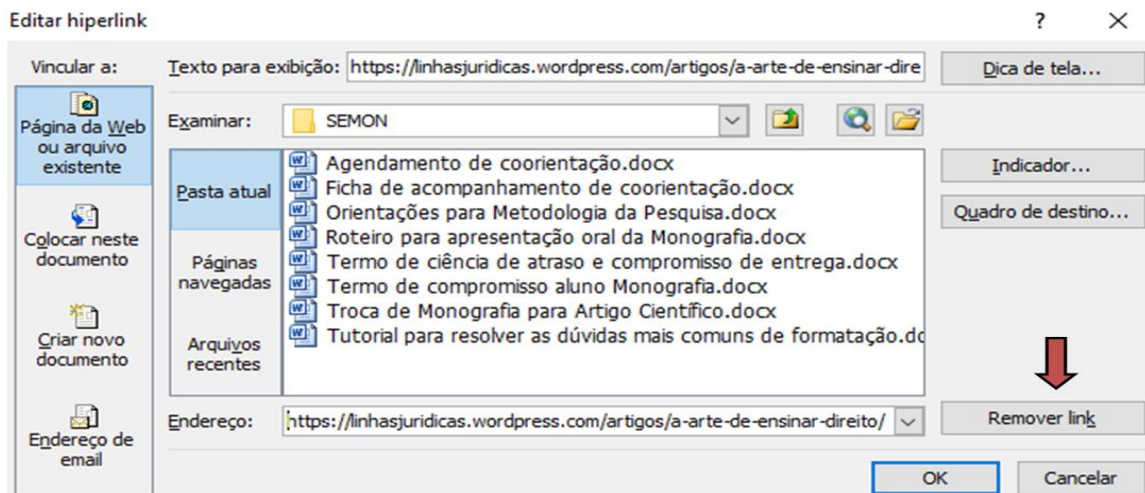 Editar hiperlink
? ×
Vincular a:
Texto para exibição: https://linhasjuridicas.wordpress.com/artigos/a-arte-de-ensinar-dire
Dica de tela...
Página da Web
ou arquivo
existente
Colocar neste
documento
Criar novo
documento
Endereço de
email
Examinar: SEMON
Pasta atual
Páginas
navegadas
Arquivos
recentes
Agendamento de coorientação.docx
Ficha de acompanhamento de coorientação.docx
Orientações para Metodologia da Pesquisa.docx
Roteiro para apresentação oral da Monografia.docx
Termo de ciência de atraso e compromisso de entrega.docx
Termo de compromisso aluno Monografia.docx
Troca de Monografia para Artigo Científico.docx
Tutorial para resolver as dúvidas mais comuns de formatação.do
Indicador...
Quadro de destino...
Endereço: https://linhasjuridicas.wordpress.com/artigos/a-arte-de-ensinar-direito/
Remover link
OK
Cancelar